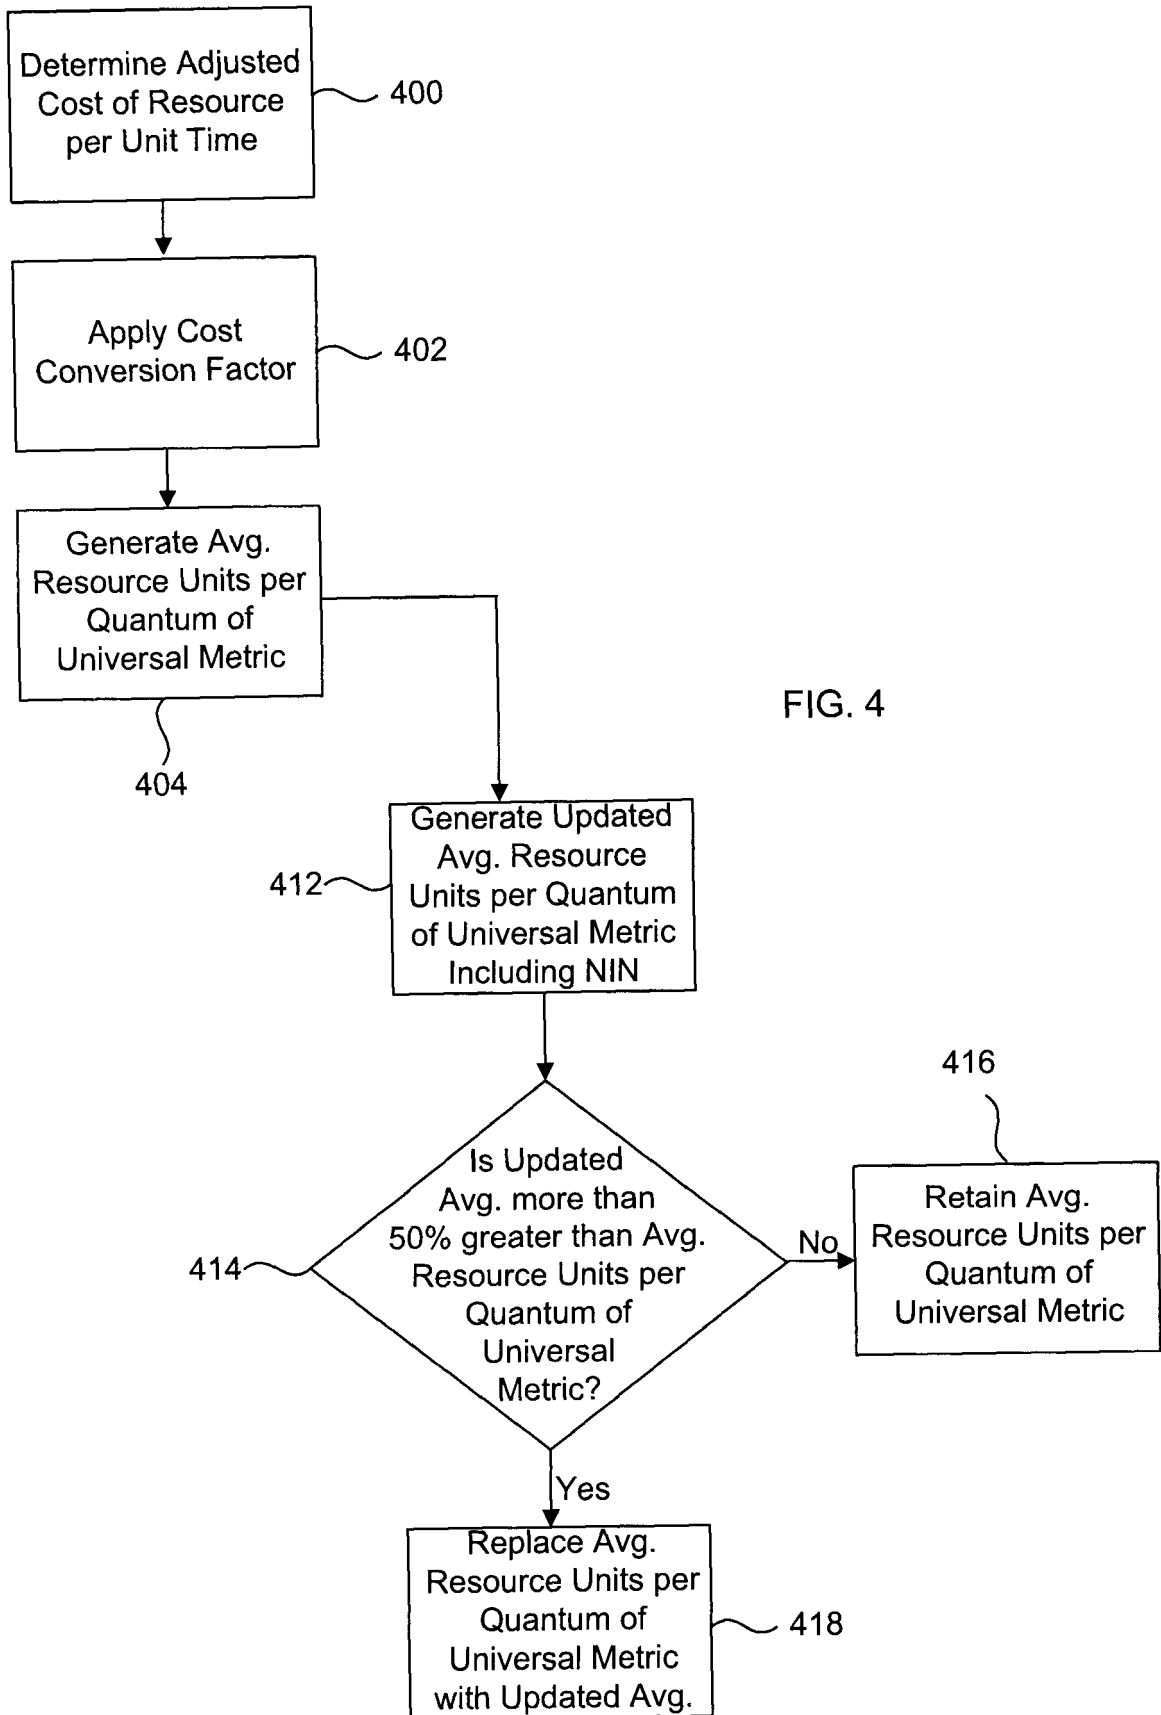 Determine Adjusted
Cost of Resource
per Unit Time
400
Apply Cost
Conversion Factor
402
Generate Avg.
Resource Units per
Quantum of
Universal Metric
404
FIG. 4
Generate Updated
Avg. Resource
Units per Quantum
of Universal Metric
Including NIN
412
Is Updated
Avg. more than
50% greater than Avg.
Resource Units per
Quantum of
Universal
Metric?
414
No
416
Retain Avg.
Resource Units per
Quantum of
Universal Metric
Yes
Replace Avg.
Resource Units per
Quantum of
Universal Metric
with Updated Avg.
418